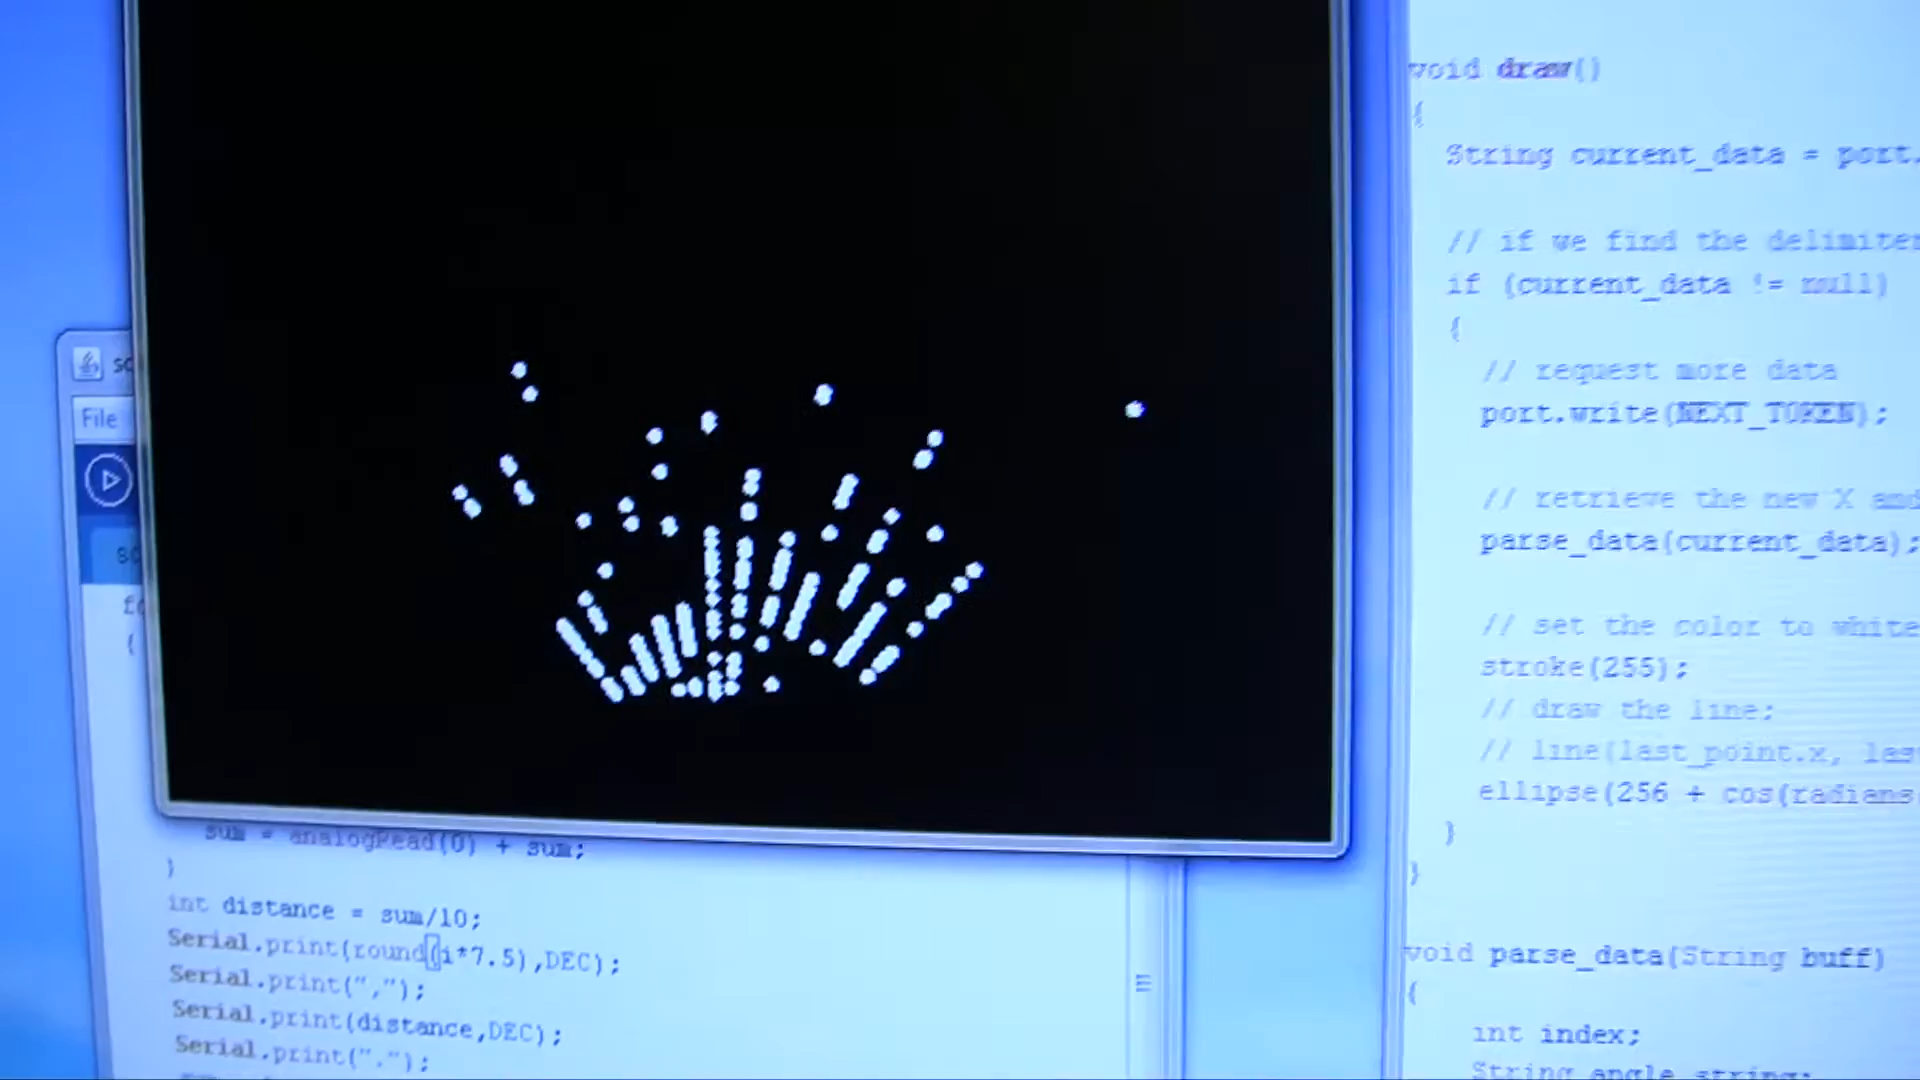 File
sum = analogRead(0) + sum;
}
int distance = sum/10;
Serial.print(round(i*7.5),DEC);
Serial.print(",");
Serial.print(distance,DEC);
Serial.print(".");
void draw()
{
String current_data = port.
// if we find the delimiter
if (current_data != null)
{
// request more data
port.write(NEXT_TOKEN);
// retrieve the new X and
parse_data(current_data);
// set the color to white
stroke(255);
// draw the line;
// line(last_point.x, las
ellipse(256 + cos(radians(
}
}
void parse_data(String buff)
{
int index;
String angle_string;